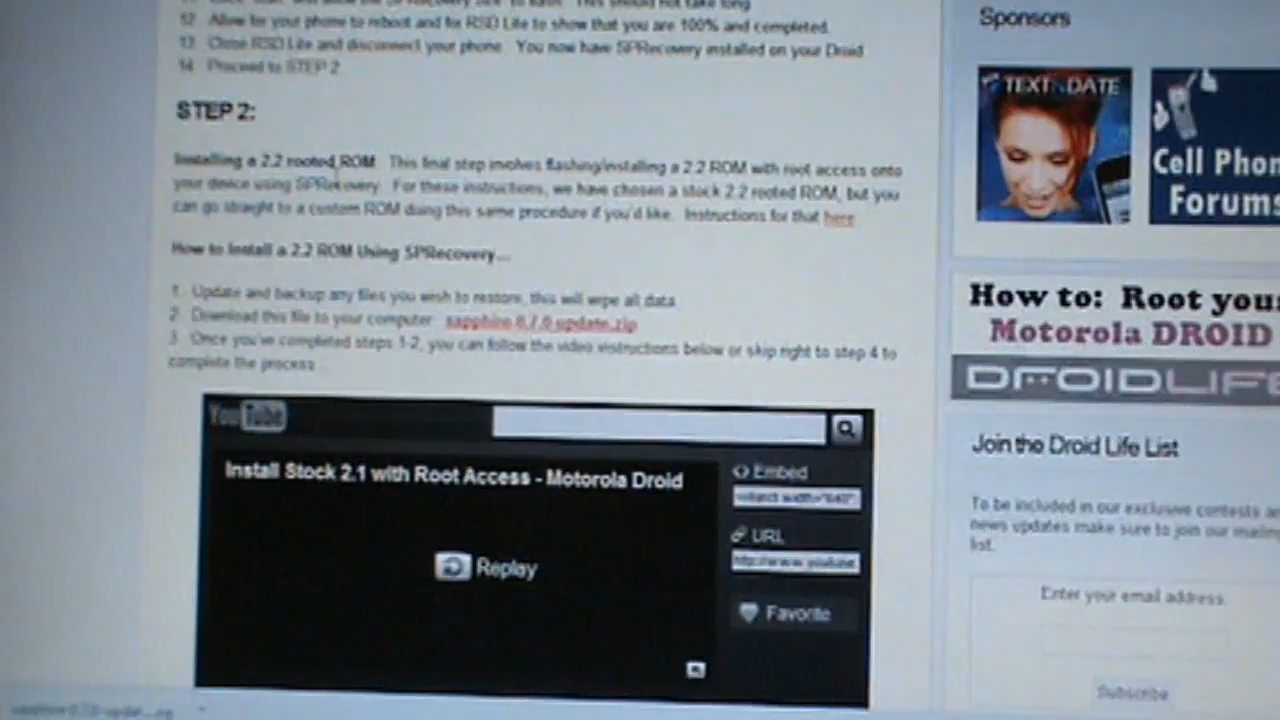 12. Allow for your phone to reboot and for RSD Lite to show that you are 100% and completed.
13. Close RSD Lite and disconnect your phone. You now have SPRecovery installed on your Droid
14. Proceed to STEP 2
STEP 2:
Installing a 2.2 rooted ROM. This final step involves flashing/installing a 2.2 ROM with root access onto
your device using SPRecovery. For these instructions, we have chosen a stock 2.2 rooted ROM, but you
can go straight to a custom ROM doing this same procedure if you'd like. Instructions for that here
How to Install a 2.2 ROM Using SPRecovery...
1. Update and backup any files you wish to restore, this will wipe all data
2. Download this file to your computer: sapphire-0.7.0-update.zip
3. Once you've completed steps 1-2, you can follow the video instructions below or skip right to step 4 to
complete the process.
YouTube
Install Stock 2.1 with Root Access - Motorola Droid
Replay
Embed
URL
http://www.youtube
Favorite
Sponsors
TEXTNDATE
Cell Phon
Forums
How to: Root your
Motorola DROID
DROIDLIFE
Join the Droid Life List
To be included in our exclusive contests an
news updates make sure to join our mailing
list.
Enter your email address:
Subscribe